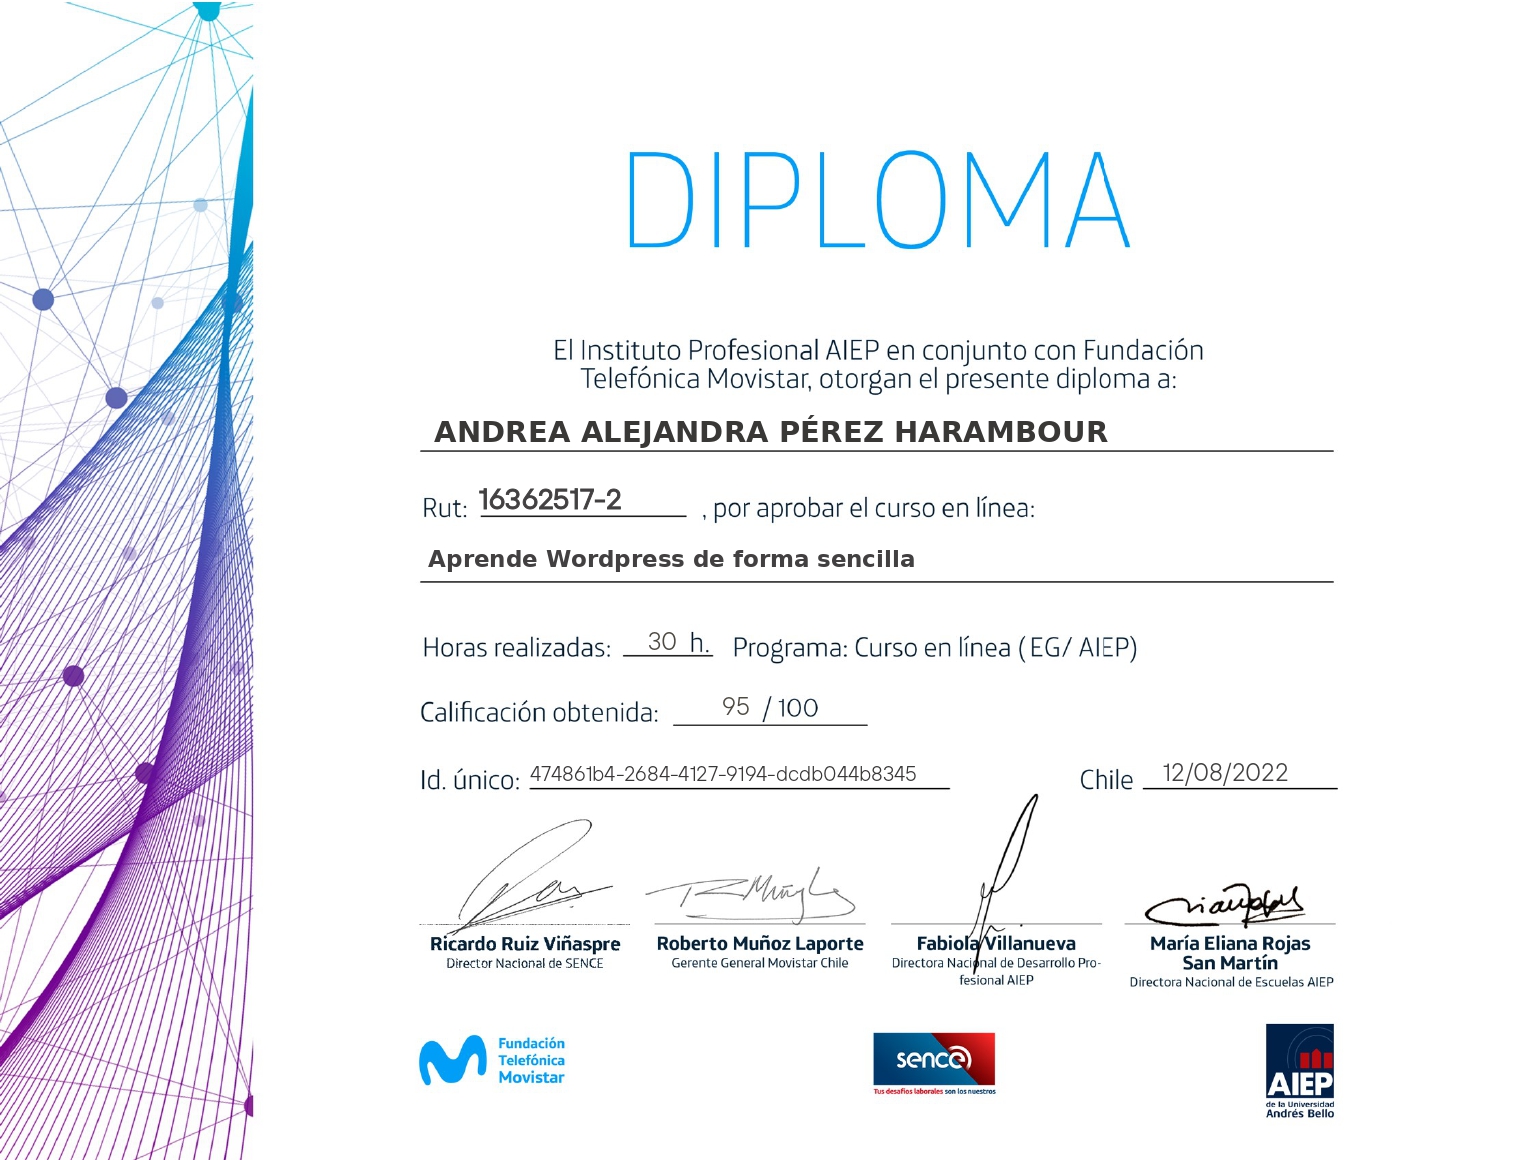 DIPLOMA
El Instituto Profesional AIEP en conjunto con Fundación
Telefónica Movistar, otorgan el presente diploma a:
ANDREA ALEJANDRA PÉREZ HARAMBOUR
Rut: 16362517-2 , por aprobar el curso en línea:
Aprende Wordpress de forma sencilla
Horas realizadas: 30 h. Programa: Curso en línea (EG/ AIEP)
Calificación obtenida: 95 / 100
Id. único: 474861b4-2684-4127-9194-dcdb044b8345 Chile 12/08/2022
Ricardo Ruiz Viñaspre
Director Nacional de SENCE
Roberto Muñoz Laporte
Gerente General Movistar Chile
Fabiola Villanueva
Directora Nacional de Desarrollo Pro-
fesional AIEP
María Eliana Rojas
San Martín
Directora Nacional de Escuelas AIEP
Fundación
Telefónica
Movistar
sence
Tus desafíos laborales son los nuestros
AIEP
de la Universidad
Andrés Bello